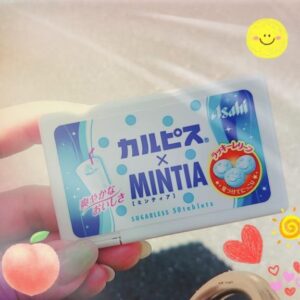 Asahi
カルピス®
×
MINTIA
[ミンティア]
爽やかな
おいしさ
SUGARLESS 50tablets